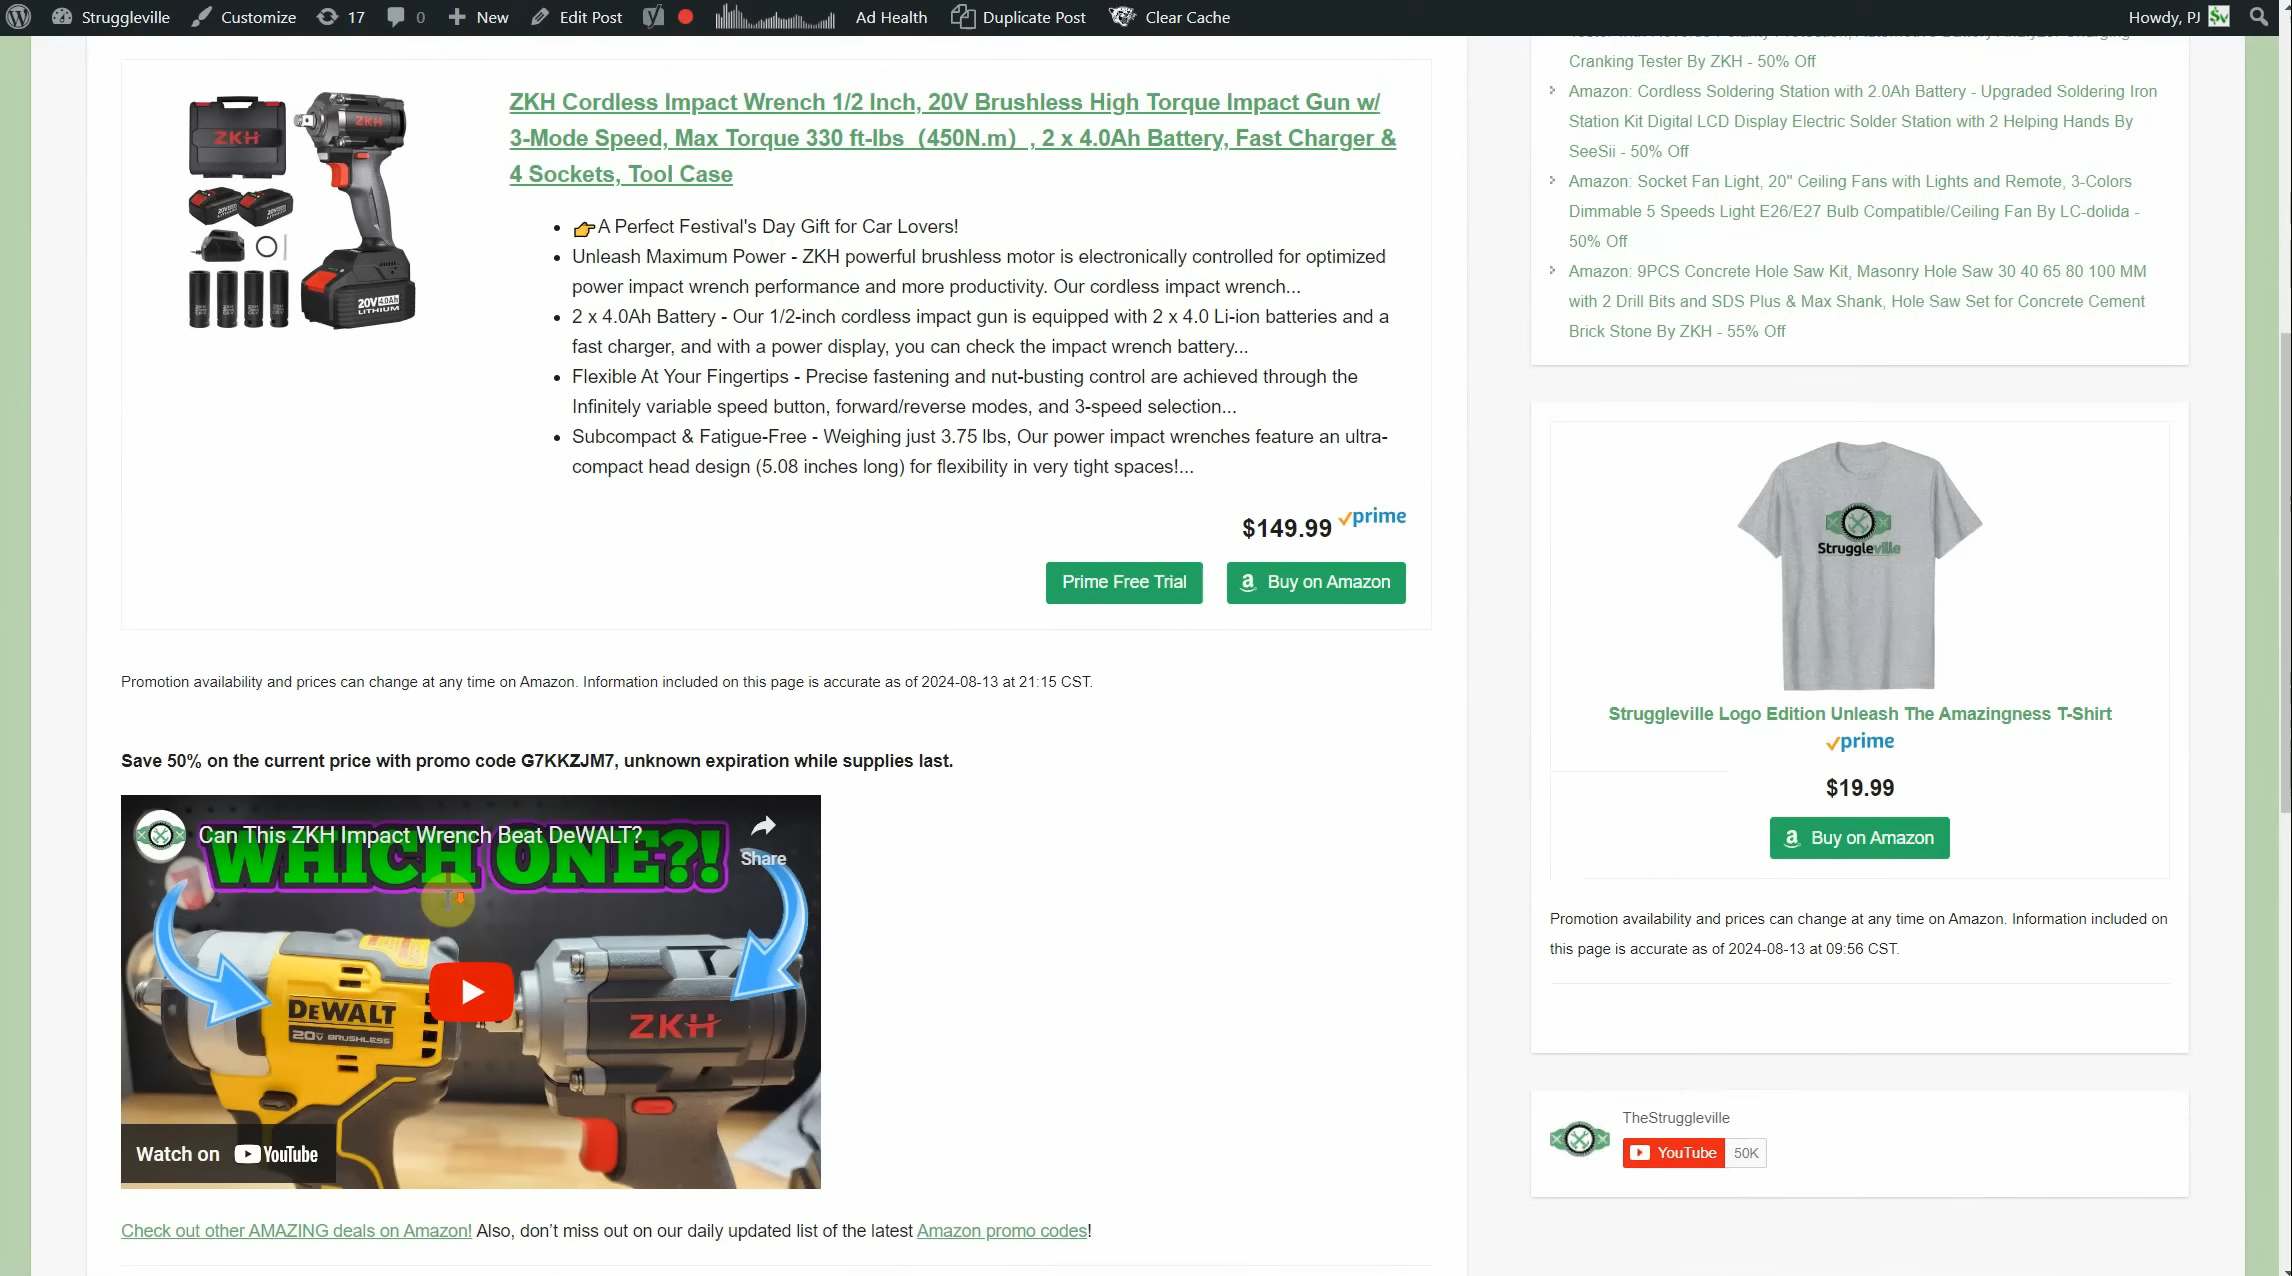 Struggleville Customize 17 0 New Edit Post Ad Health Duplicate Post Clear Cache Howdy, PJ
ZKH Cordless Impact Wrench 1/2 Inch, 20V Brushless High Torque Impact Gun w/
3-Mode Speed, Max Torque 330 ft-lbs（450N.m）, 2 x 4.0Ah Battery, Fast Charger &
4 Sockets, Tool Case
ZKH
ZKH
20V 4.0Ah
LITHIUM
👉A Perfect Festival's Day Gift for Car Lovers!
Unleash Maximum Power - ZKH powerful brushless motor is electronically controlled for optimized
power impact wrench performance and more productivity. Our cordless impact wrench...
2 x 4.0Ah Battery - Our 1/2-inch cordless impact gun is equipped with 2 x 4.0 Li-ion batteries and a
fast charger, and with a power display, you can check the impact wrench battery...
Flexible At Your Fingertips - Precise fastening and nut-busting control are achieved through the
Infinitely variable speed button, forward/reverse modes, and 3-speed selection...
Subcompact & Fatigue-Free - Weighing just 3.75 lbs, Our power impact wrenches feature an ultra-
compact head design (5.08 inches long) for flexibility in very tight spaces!...
$149.99 prime
Prime Free Trial Buy on Amazon
Promotion availability and prices can change at any time on Amazon. Information included on this page is accurate as of 2024-08-13 at 21:15 CST.
Save 50% on the current price with promo code G7KKZJM7, unknown expiration while supplies last.
Can This ZKH Impact Wrench Beat DeWALT?
Share
WHICH ONE?!
DEWALT
20V BRUSHLESS
ZKH
Watch on YouTube
Check out other AMAZING deals on Amazon! Also, don’t miss out on our daily updated list of the latest Amazon promo codes!
Cranking Tester By ZKH - 50% Off
Amazon: Cordless Soldering Station with 2.0Ah Battery - Upgraded Soldering Iron
Station Kit Digital LCD Display Electric Solder Station with 2 Helping Hands By
SeeSii - 50% Off
Amazon: Socket Fan Light, 20" Ceiling Fans with Lights and Remote, 3-Colors
Dimmable 5 Speeds Light E26/E27 Bulb Compatible/Ceiling Fan By LC-dolida -
50% Off
Amazon: 9PCS Concrete Hole Saw Kit, Masonry Hole Saw 30 40 65 80 100 MM
with 2 Drill Bits and SDS Plus & Max Shank, Hole Saw Set for Concrete Cement
Brick Stone By ZKH - 55% Off
Struggleville
Struggleville Logo Edition Unleash The Amazingness T-Shirt
prime
$19.99
Buy on Amazon
Promotion availability and prices can change at any time on Amazon. Information included on
this page is accurate as of 2024-08-13 at 09:56 CST.
TheStruggleville
YouTube 50K